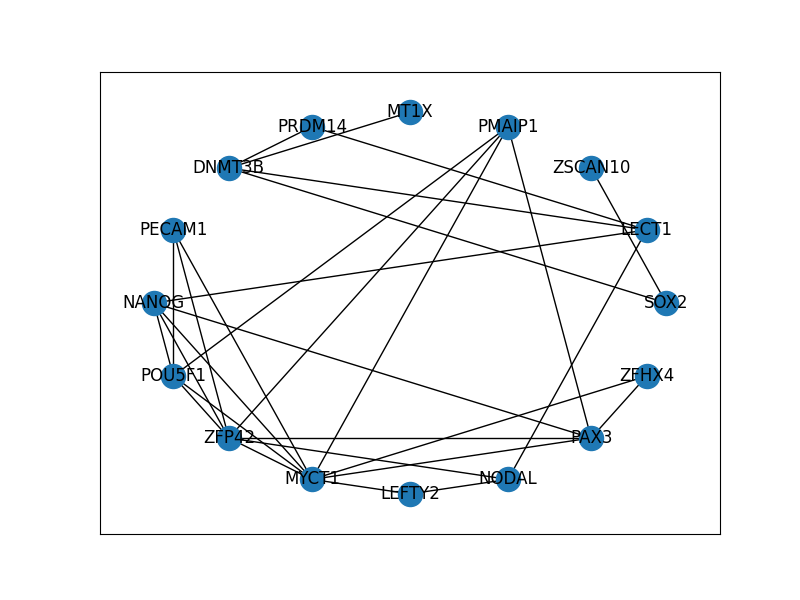 MT1X
PRDM14
PMAIP1
DNMT3B
ZSCAN10
PECAM1
LECT1
NANOG
SOX2
POU5F1
ZFHX4
ZFP42
PAX3
MYCT1
NODAL
LEFTY2